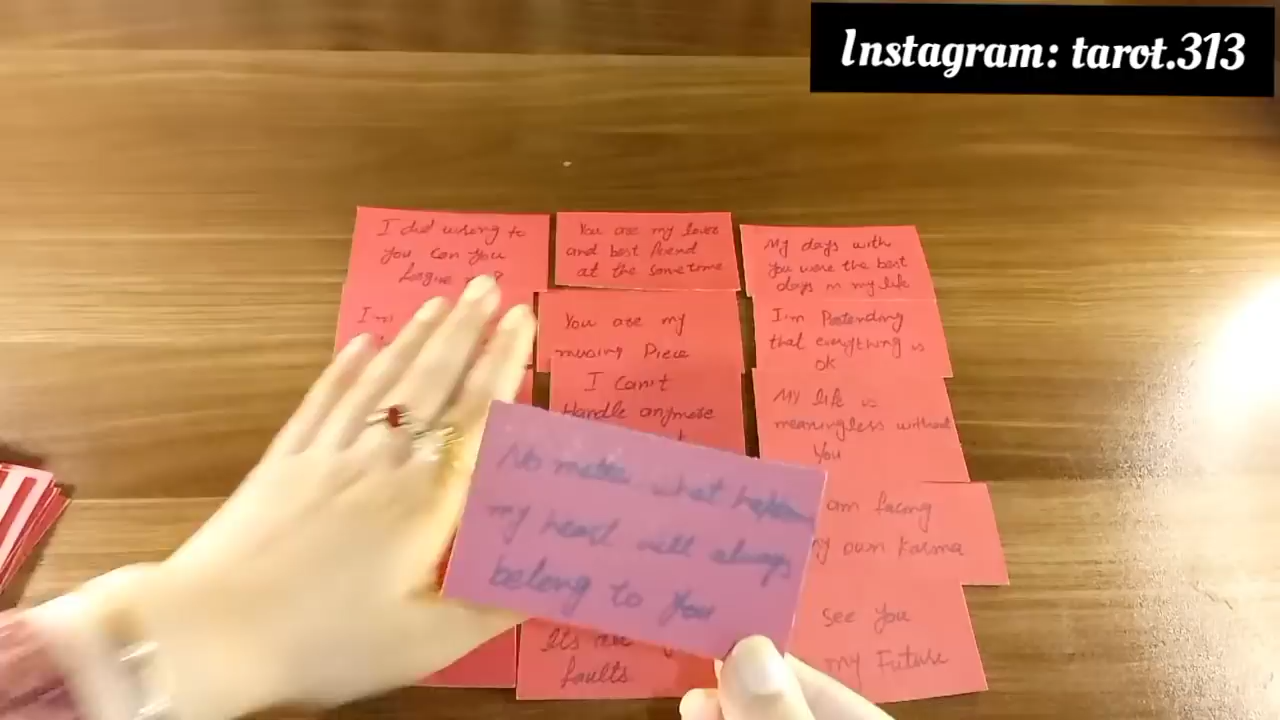 Instagram: tarot.313
I did wrong to
you can you
I'm
You are my lover
and best friend
at the same time
You are my
missing Piece
I can't
Handle anymore
My days with
You were the best
days in my life
I'm Pretending
that everything is
ok
My life is
meaningless without
You
am facing
my own Karma
see you
my Future
No matter what happen
my heart will always
belong to You
faults